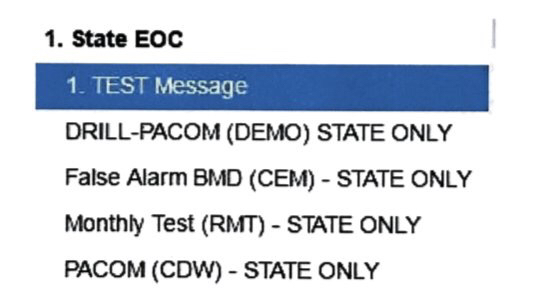 1. State EOC
1. TEST Message
DRILL-PACOM (DEMO) STATE ONLY
False Alarm BMD (CEM) - STATE ONLY
Monthly Test (RMT) - STATE ONLY
PACOM (CDW) - STATE ONLY